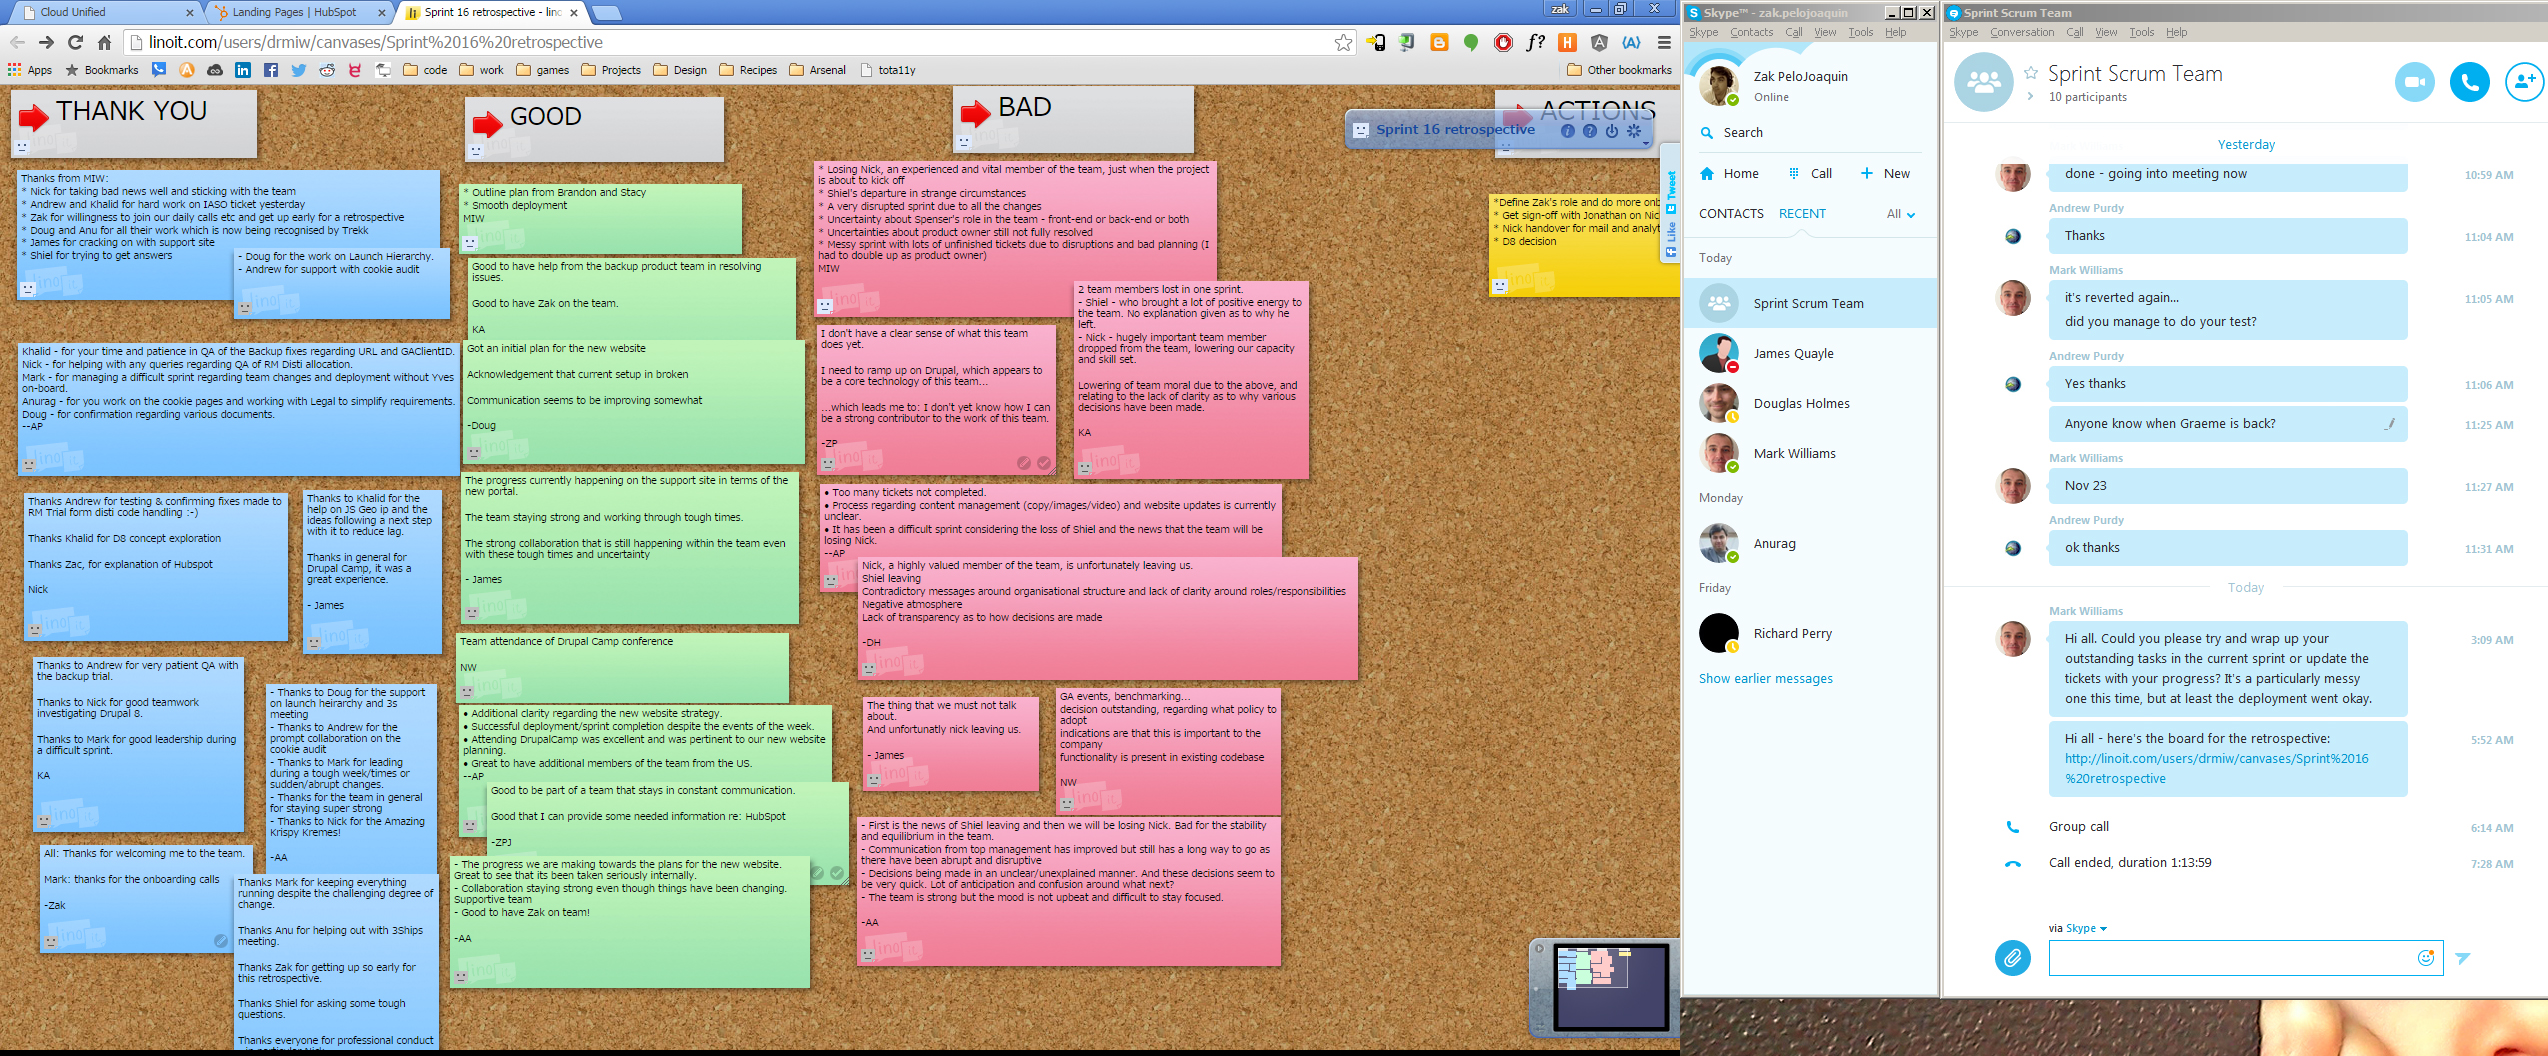 Cloud Unified
Landing Pages | HubSpot
Sprint 16 retrospective - lino
zak
linoit.com/users/drmiw/canvases/Sprint%2016%20retrospective
Apps
Bookmarks
code
work
games
Projects
Design
Recipes
Arsenal
tota11y
Other bookmarks
THANK YOU
Thanks from MIW:
* Nick for taking bad news well and sticking with the team
* Andrew and Khalid for hard work on IASO ticket yesterday
* Zak for willingness to join our daily calls etc and get up early for a retrospective
* Doug and Anu for all their work which is now being recognised by Trekk
* James for cracking on with support site
* Shiel for trying to get answers
- Doug for the work on Launch Hierarchy.
- Andrew for support with cookie audit
Khalid - for your time and patience in QA of the Backup fixes regarding URL and GAClientID.
Nick - for helping with any queries regarding QA of RM Disti allocation.
Mark - for managing a difficult sprint regarding team changes and deployment without Yves
on-board.
Anurag - for you work on the cookie pages and working with Legal to simplify requirements.
Doug - for confirmation regarding various documents.
--AP
Thanks Andrew for testing & confirming fixes made to
RM Trial form disti code handling :-)
Thanks Khalid for D8 concept exploration
Thanks Zac, for explanation of Hubspot
Nick
Thanks to Khalid for the
help on JS Geo ip and the
ideas following a next step
with it to reduce lag.
Thanks in general for
Drupal Camp, it was a
great experience.
- James
Thanks to Andrew for very patient QA with
the backup trial.
Thanks to Nick for good teamwork
investigating Drupal 8.
Thanks to Mark for good leadership during
a difficult sprint.
KA
- Thanks to Doug for the support
on launch heirarchy and 3s
meeting
- Thanks to Andrew for the
prompt collaboration on the
cookie audit
- Thanks to Mark for leading
during a tough week/times or
sudden/abrupt changes.
- Thanks for the team in general
for staying super strong
- Thanks to Nick for the Amazing
Krispy Kremes!
-AA
All: Thanks for welcoming me to the team.
Mark: thanks for the onboarding calls
-Zak
Thanks Mark for keeping everything
running despite the challenging degree of
change.
Thanks Anu for helping out with 3Ships
meeting.
Thanks Zak for getting up so early for
this retrospective.
Thanks Shiel for asking some tough
questions.
Thanks everyone for professional conduct
GOOD
* Outline plan from Brandon and Stacy
* Smooth deployment
MIW
Good to have help from the backup product team in resolving
issues.
Good to have Zak on the team.
KA
Got an initial plan for the new website
Acknowledgement that current setup in broken
Communication seems to be improving somewhat
-Doug
The progress currently happening on the support site in terms of the
new portal.
The team staying strong and working through tough times.
The strong collaboration that is still happening within the team even
with these tough times and uncertainty
- James
Team attendance of Drupal Camp conference
NW
• Additional clarity regarding the new website strategy.
• Successful deployment/sprint completion despite the events of the week.
• Attending DrupalCamp was excellent and was pertinent to our new website
planning.
• Great to have additional members of the team from the US.
--AP
Good to be part of a team that stays in constant communication.
Good that I can provide some needed information re: HubSpot
-ZPJ
- The progress we are making towards the plans for the new website.
Great to see that its been taken seriously internally.
- Collaboration staying strong even though things have been changing.
Supportive team
- Good to have Zak on team!
-AA
BAD
* Losing Nick, an experienced and vital member of the team, just when the project
is about to kick off
* Shiel's departure in strange circumstances
* A very disrupted sprint due to all the changes
* Uncertainty about Spenser's role in the team - front-end or back-end or both
* Uncertainties about product owner still not fully resolved
* Messy sprint with lots of unfinished tickets due to disruptions and bad planning (I
had to double up as product owner)
MIW
2 team members lost in one sprint.
- Shiel - who brought a lot of positive energy to
the team. No explanation given as to why he
left.
- Nick - hugely important team member
dropped from the team, lowering our capacity
and skill set.
Lowering of team moral due to the above, and
relating to the lack of clarity as to why various
decisions have been made.
KA
I don't have a clear sense of what this team
does yet.
I need to ramp up on Drupal, which appears to
be a core technology of this team...
...which leads me to: I don't yet know how I can
be a strong contributor to the work of this team.
-ZP
• Too many tickets not completed.
• Process regarding content management (copy/images/video) and website updates is currently
unclear.
• It has been a difficult sprint considering the loss of Shiel and the news that the team will be
losing Nick.
--AP
Nick, a highly valued member of the team, is unfortunately leaving us.
Shiel leaving
Contradictory messages around organisational structure and lack of clarity around roles/responsibilities
Negative atmosphere
Lack of transparency as to how decisions are made
-DH
The thing that we must not talk
about.
And unfortunatly nick leaving us.
- James
GA events, benchmarking...
decision outstanding, regarding what policy to
adopt
indications are that this is important to the
company
functionality is present in existing codebase
NW
- First is the news of Shiel leaving and then we will be losing Nick. Bad for the stability
and equilibrium in the team.
- Communication from top management has improved but still has a long way to go as
there have been abrupt and disruptive
- Decisions being made in an unclear/unexplained manner. And these decisions seem to
be very quick. Lot of anticipation and confusion around what next?
- The team is strong but the mood is not upbeat and difficult to stay focused.
-AA
ACTIONS
Sprint 16 retrospective
*Define Zak's role and do more onb
* Get sign-off with Jonathan on Nic
* Nick handover for mail and analyt
* D8 decision
Tweet
Like
Skype™ - zak.pelojoaquin
Skype Contacts Call View Tools Help
Zak PeloJoaquin
Online
Search
Home
Call
New
CONTACTS
RECENT
All
Today
Sprint Scrum Team
James Quayle
Douglas Holmes
Mark Williams
Monday
Anurag
Friday
Richard Perry
Show earlier messages
Sprint Scrum Team
Skype Conversation Call View Tools Help
Sprint Scrum Team
10 participants
Yesterday
done - going into meeting now
10:59 AM
Andrew Purdy
Thanks
11:04 AM
Mark Williams
it's reverted again...
11:05 AM
did you manage to do your test?
Andrew Purdy
Yes thanks
11:06 AM
Anyone know when Graeme is back?
11:25 AM
Mark Williams
Nov 23
11:27 AM
Andrew Purdy
ok thanks
11:31 AM
Today
Mark Williams
Hi all. Could you please try and wrap up your
3:09 AM
outstanding tasks in the current sprint or update the
tickets with your progress? It's a particularly messy
one this time, but at least the deployment went okay.
Hi all - here's the board for the retrospective:
5:52 AM
http://linoit.com/users/drmiw/canvases/Sprint%2016
%20retrospective
Group call
6:14 AM
Call ended, duration 1:13:59
7:28 AM
via Skype